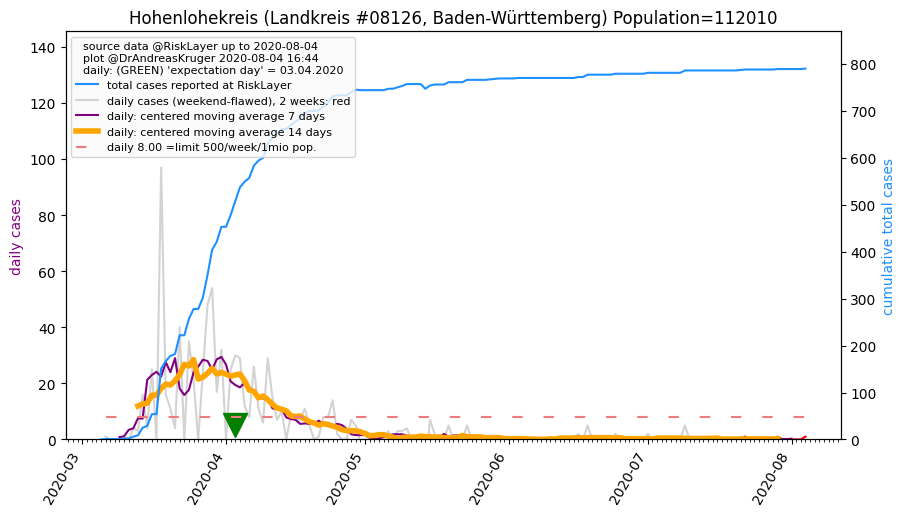 Hohenlohekreis (Landkreis #08126, Baden-Württemberg) Population=112010
source data @RiskLayer up to 2020-08-04
plot @DrAndreasKruger 2020-08-04 16:44
daily: (GREEN) 'expectation day' = 03.04.2020
total cases reported at RiskLayer
daily cases (weekend-flawed), 2 weeks: red
daily: centered moving average 7 days
daily: centered moving average 14 days
daily 8.00 =limit 500/week/1mio pop.
daily cases
140
120
100
80
60
40
20
0
cumulative total cases
800
700
600
500
400
300
200
100
0
2020-03
2020-04
2020-05
2020-06
2020-07
2020-08